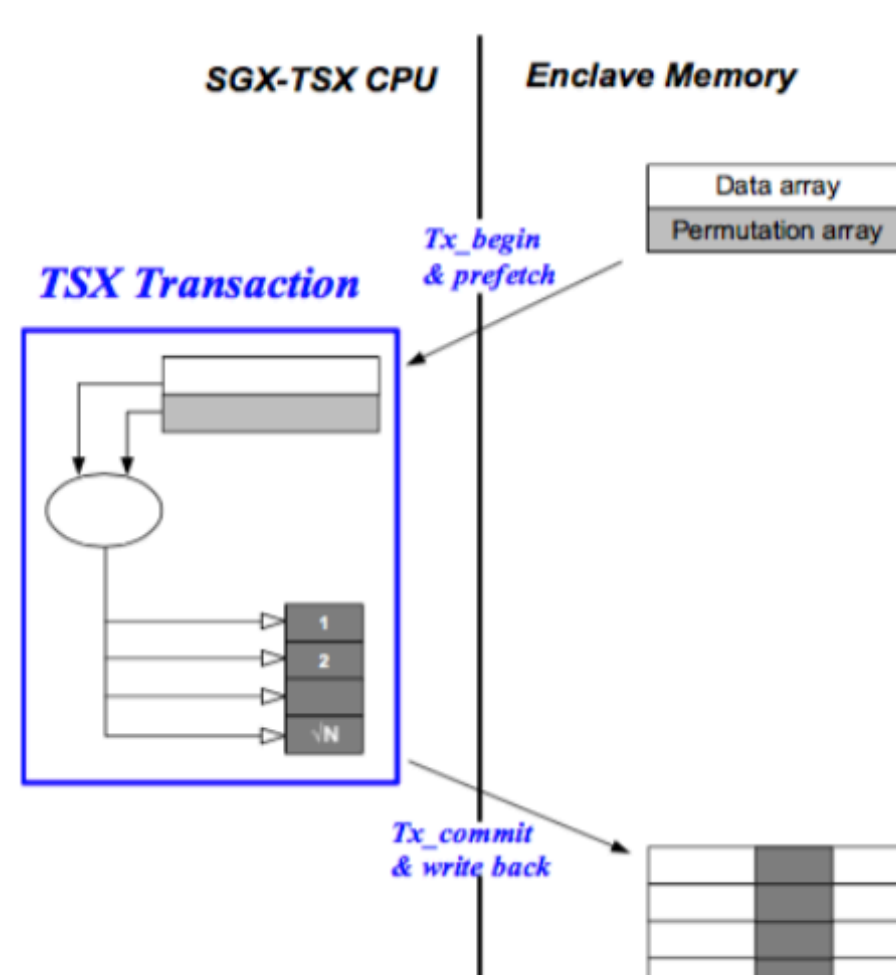 SGX-TSX CPU
Enclave Memory
Data array
Permutation array
Tx_begin
& prefetch
TSX Transaction
1
2
√N
Tx_commit
& write back